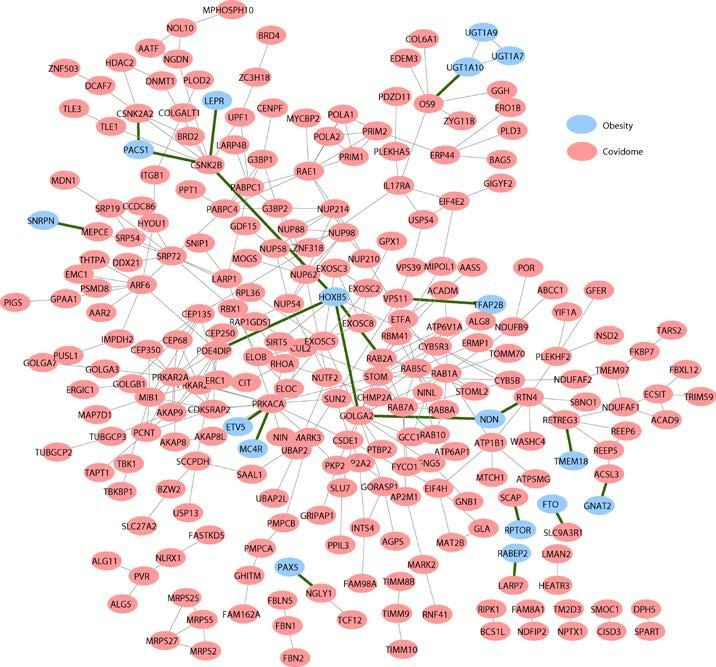 MPHOSPH10
NOL10
AATF
BRD4
COL6A1
UGT1A9
UGT1A7
EDEM3
UGT1A10
NGDN
HDAC2
ZNF503
DNMT1
PLOD2
ZC3H18
DCAF7
LEPR
PDZD11
OS9
GGH
ERO1B
TLE3
CSNK2A2
COLGALT1
UPF1
CENPF
MYCBP2
POLA1
ZYG11B
TLE1
BRD2
POLA2
PRIM2
PLD3
Obesity
PACS1
LARP4B
PRIM1
PLEKHA5
ERP44
Covidome
CSNK2B
G3BP1
RAE1
BAG5
MDN1
ITGB1
PPT1
PABPC1
IL17RA
GIGYF2
SRP19
CCDC86
PABPC4
G3BP2
NUP214
EIF4E2
SNRPN
MEPCE
HYOU1
GDF15
NUP88
NUP98
USP54
SRP54
SNIP1
NUP58
ZNF318
GPX1
THTPA
DDX21
SRP72
MOGS
NUP210
VPS39
MIPOL1
AASS
POR
EMC1
LARP1
NUP62
EXOSC3
ABCC1
GFER
PSMD8
ARF6
RPL36
EXOSC2
ACADM
PIGS
GPAA1
HOXB5
VPS11
TFAP2B
AAR2
CEP135
RBX1
NUP54
ETFA
ALG8
YIF1A
CEP250
RAP1GDS1
EXOSC8
ATP6V1A
NDUFB9
IMPDH2
CEP68
SIRT5
EXOSC5
RBM41
ERMP1
NSD2
TARS2
PUSL1
CEP350
PDE4DIP
CUL2
CYB5R3
TOMM70
PLEKHF2
FKBP7
GOLGA7
GOLGA3
ELOB
RHOA
RAB2A
RAB5C
RAB1A
TMEM97
FBXL12
ERGIC1
GOLGB1
PRKAR2A
ERC1
CIT
NUTF2
STOM
CYB5B
NDUFAF2
ECSIT
TRIM59
MIB1
ELOC
SUN2
CHMP2A
NINL
STOML2
RTN4
SBNO1
NDUFAF1
MAP7D1
AKAP9
CDK5RAP2
PRKACA
GOLGA2
RAB7A
RAB8A
NDN
RETREG3
ACAD9
TUBGCP3
PCNT
ETV5
NIN
CSDE1
GCC1
RAB10
ATP1B1
WASHC4
REEP6
TUBGCP2
AKAP8
AKAP8L
MC4R
UBAP2
PTBP2
ATP6AP1
TMEM18
REEP5
TBK1
SCCPDH
PKP2
FYCO1
TAPT1
SAAL1
MTCH1
ATP5MG
ACSL3
TBKBP1
BZW2
UBAP2L
SLU7
GORASP1
AP2M1
EIF4H
SCAP
FTO
GNAT2
USP13
GRIPAP1
GNB1
SLC27A2
PMPCB
INTS4
GLA
RPTOR
SLC9A3R1
FASTKD5
PMPCA
PPIL3
AGPS
MAT2B
RABEP2
LMAN2
ALG11
NLRX1
PVR
GHITM
PAX5
FAM98A
TIMM8B
MARK2
LARP7
HEATR3
ALG5
MRPS25
FAM162A
FBLN5
NGLY1
TIMM9
RNF41
RIPK1
FAM8A1
TM2D3
SMOC1
DPH5
MRPS5
FBN1
TCF12
MRPS27
MRPS2
FBN2
TIMM10
BCS1L
NDFIP2
NPTX1
CISD3
SPART